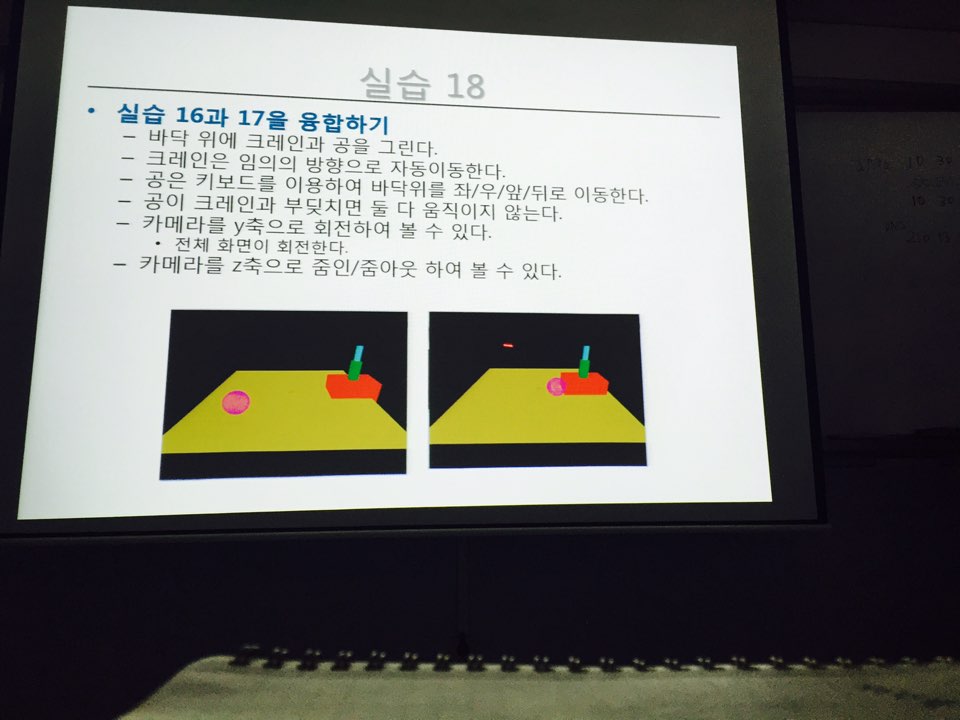 실습 18
• 실습 16과 17을 융합하기
– 바닥 위에 크레인과 공을 그린다.
– 크레인은 임의의 방향으로 자동이동한다.
– 공은 키보드를 이용하여 바닥위를 좌/우/앞/뒤로 이동한다.
– 공이 크레인과 부딪치면 둘 다 움직이지 않는다.
– 카메라를 y축으로 회전하여 볼 수 있다.
• 전체 화면이 회전한다.
– 카메라를 z축으로 줌인/줌아웃 하여 볼 수 있다.